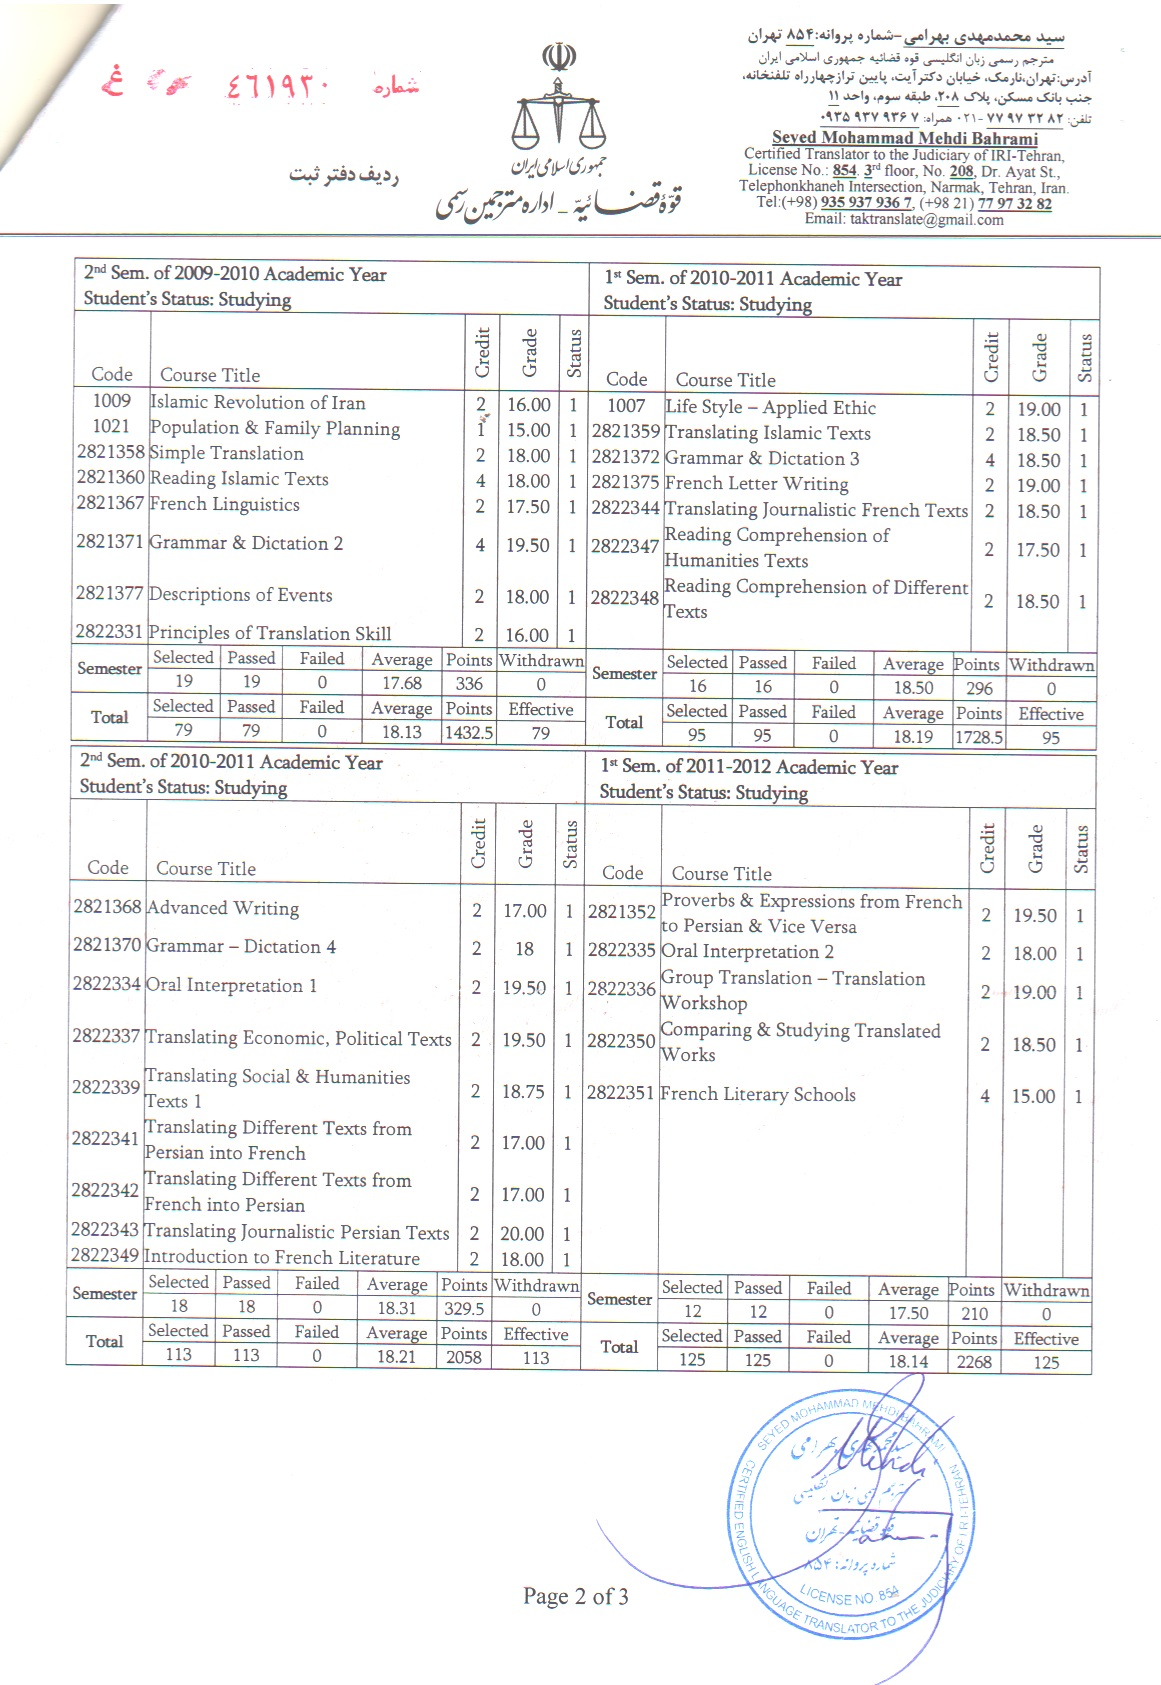 شماره ٤٦١٩٣٠ غ
ردیف دفتر ثبت
جمهوری اسلامی ایران
قوّهٔ قضائیّه – اداره مترجمین رسمی
سید محمدمهدی بهرامی–شماره پروانه:۸۵۴ تهران
مترجم رسمی زبان انگلیسی قوه قضائیه جمهوری اسلامی ایران
آدرس:تهران،نارمک، خیابان دکترآیت، پایین ترازچهارراه تلفنخانه،
جنب بانک مسکن، پلاک ۲۰۸، طبقه سوم، واحد ۱۱
تلفن: ۸۲ ۳۲ ۹۷ ۷۷ -۰۲۱ همراه: ۷ ۹۳۶ ۹۳۷ ۰۹۳۵
Seyed Mohammad Mehdi Bahrami
Certified Translator to the Judiciary of IRI-Tehran,
License No.: 854. 3rd floor, No. 208, Dr. Ayat St.,
Telephonkhaneh Intersection, Narmak, Tehran, Iran.
Tel:(+98) 935 937 936 7, (+98 21) 77 97 32 82
Email: taktranslate@gmail.com
2nd Sem. of 2009-2010 Academic Year
Student's Status: Studying
Code Course Title Credit Grade Status
1009 Islamic Revolution of Iran 2 16.00 1
1021 Population & Family Planning 1 15.00 1
2821358 Simple Translation 2 18.00 1
2821360 Reading Islamic Texts 4 18.00 1
2821367 French Linguistics 2 17.50 1
2821371 Grammar & Dictation 2 4 19.50 1
2821377 Descriptions of Events 2 18.00 1
2822331 Principles of Translation Skill 2 16.00 1
Semester Selected Passed Failed Average Points Withdrawn
19 19 0 17.68 336 0
Total Selected Passed Failed Average Points Effective
79 79 0 18.13 1432.5 79
1st Sem. of 2010-2011 Academic Year
Student's Status: Studying
Code Course Title Credit Grade Status
1007 Life Style – Applied Ethic 2 19.00 1
2821359 Translating Islamic Texts 2 18.50 1
2821372 Grammar & Dictation 3 4 18.50 1
2821375 French Letter Writing 2 19.00 1
2822344 Translating Journalistic French Texts 2 18.50 1
2822347 Reading Comprehension of
Humanities Texts 2 17.50 1
2822348 Reading Comprehension of Different
Texts 2 18.50 1
Semester Selected Passed Failed Average Points Withdrawn
16 16 0 18.50 296 0
Total Selected Passed Failed Average Points Effective
95 95 0 18.19 1728.5 95
2nd Sem. of 2010-2011 Academic Year
Student's Status: Studying
Code Course Title Credit Grade Status
2821368 Advanced Writing 2 17.00 1
2821370 Grammar – Dictation 4 2 18 1
2822334 Oral Interpretation 1 2 19.50 1
2822337 Translating Economic, Political Texts 2 19.50 1
2822339 Translating Social & Humanities
Texts 1 2 18.75 1
2822341 Translating Different Texts from
Persian into French 2 17.00 1
2822342 Translating Different Texts from
French into Persian 2 17.00 1
2822343 Translating Journalistic Persian Texts 2 20.00 1
2822349 Introduction to French Literature 2 18.00 1
Semester Selected Passed Failed Average Points Withdrawn
18 18 0 18.31 329.5 0
Total Selected Passed Failed Average Points Effective
113 113 0 18.21 2058 113
1st Sem. of 2011-2012 Academic Year
Student's Status: Studying
Code Course Title Credit Grade Status
2821352 Proverbs & Expressions from French
to Persian & Vice Versa 2 19.50 1
2822335 Oral Interpretation 2 2 18.00 1
2822336 Group Translation – Translation
Workshop 2 19.00 1
2822350 Comparing & Studying Translated
Works 2 18.50 1
2822351 French Literary Schools 4 15.00 1
Semester Selected Passed Failed Average Points Withdrawn
12 12 0 17.50 210 0
Total Selected Passed Failed Average Points Effective
125 125 0 18.14 2268 125
SEYED MOHAMMAD MEHDI BAHRAMI
CERTIFIED ENGLISH LANGUAGE TRANSLATOR TO THE JUDICIARY OF I.R.I-TEHRAN
سید محمد مهدی بهرامی
مترجم رسمی زبان انگلیسی
قوه قضائیه - تهران
شماره پروانه: ۸۵۴
LICENSE NO. 854
Page 2 of 3